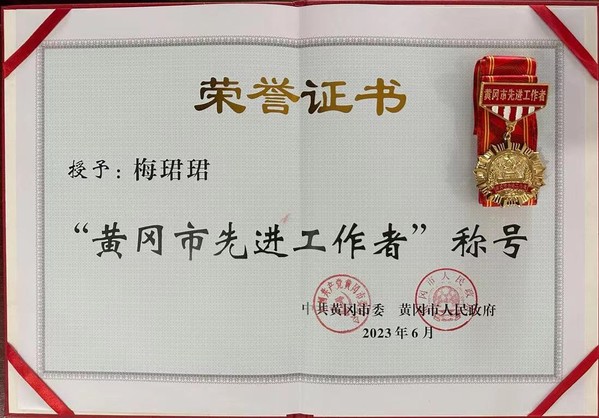 荣誉证书
黄冈市先进工作者
授予：梅珺珺
“黄冈市先进工作者”称号
中共黄冈市委 黄冈市人民政府
2023年6月